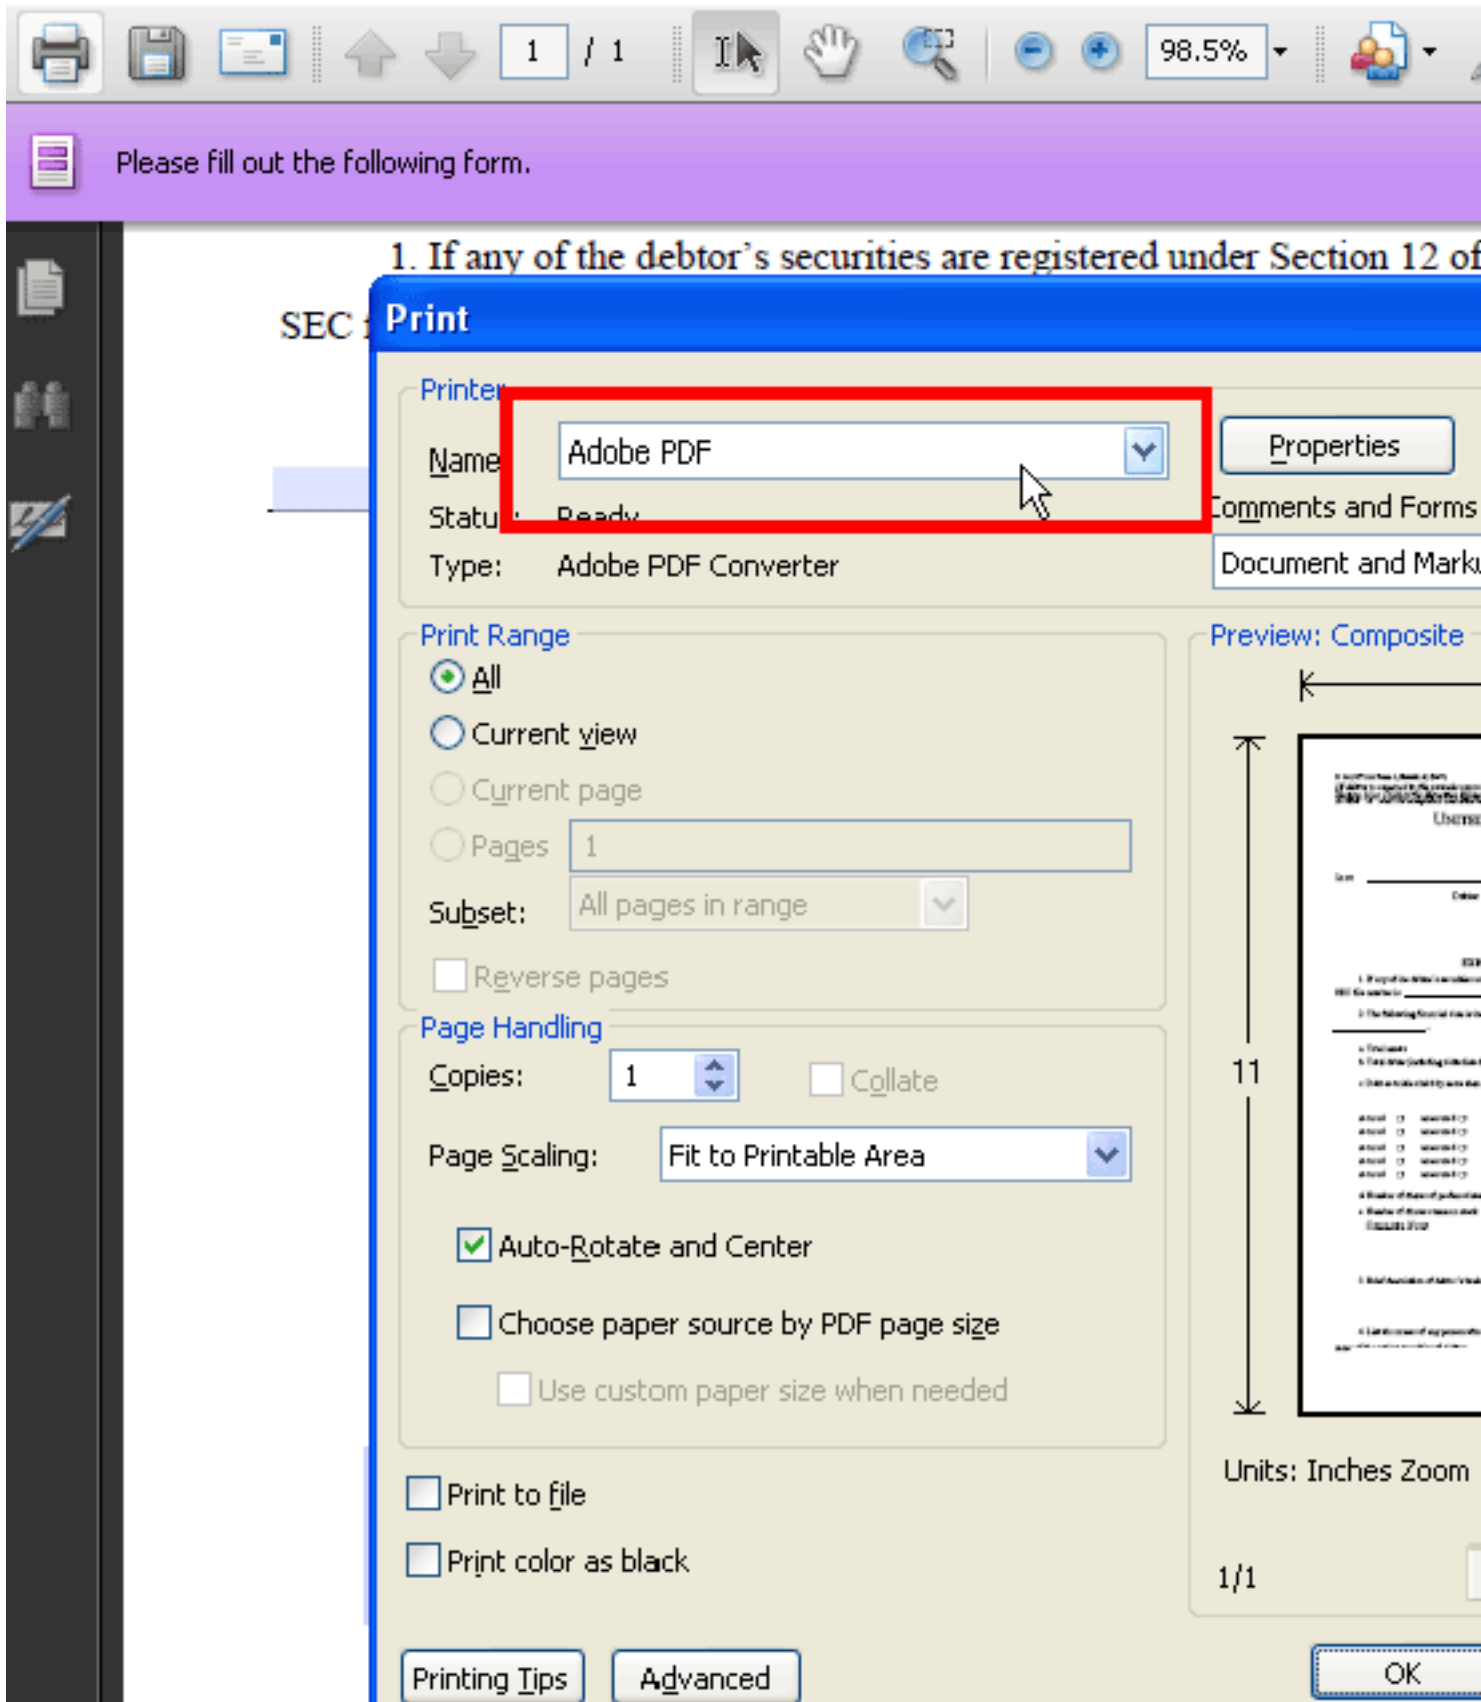 1 / 1 98.5%
Please fill out the following form.
1. If any of the debtor's securities are registered under Section 12 of
SEC
Print
Printer
Name Adobe PDF Properties
Status: Ready Comments and Forms
Type: Adobe PDF Converter Document and Marku
Print Range Preview: Composite
All
Current view
Current page
Pages 1
Subset: All pages in range
Reverse pages
Page Handling
Copies: 1 Collate 11
Page Scaling: Fit to Printable Area
Auto-Rotate and Center
Choose paper source by PDF page size
Use custom paper size when needed
Units: Inches Zoom
Print to file
Print color as black
1/1
Printing Tips Advanced OK